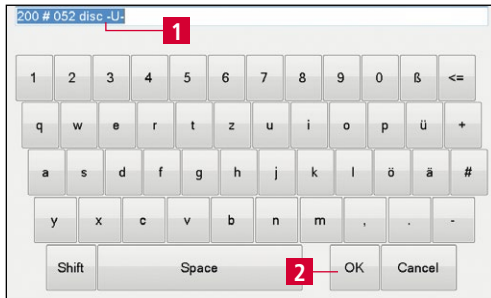 200 # 052 disc -U-
1
1 2 3 4 5 6 7 8 9 0 ß <=
q w e r t z u i o p ü +
a s d f g h j k l ö ä #
y x c v b n m , . -
Shift Space 2 OK Cancel